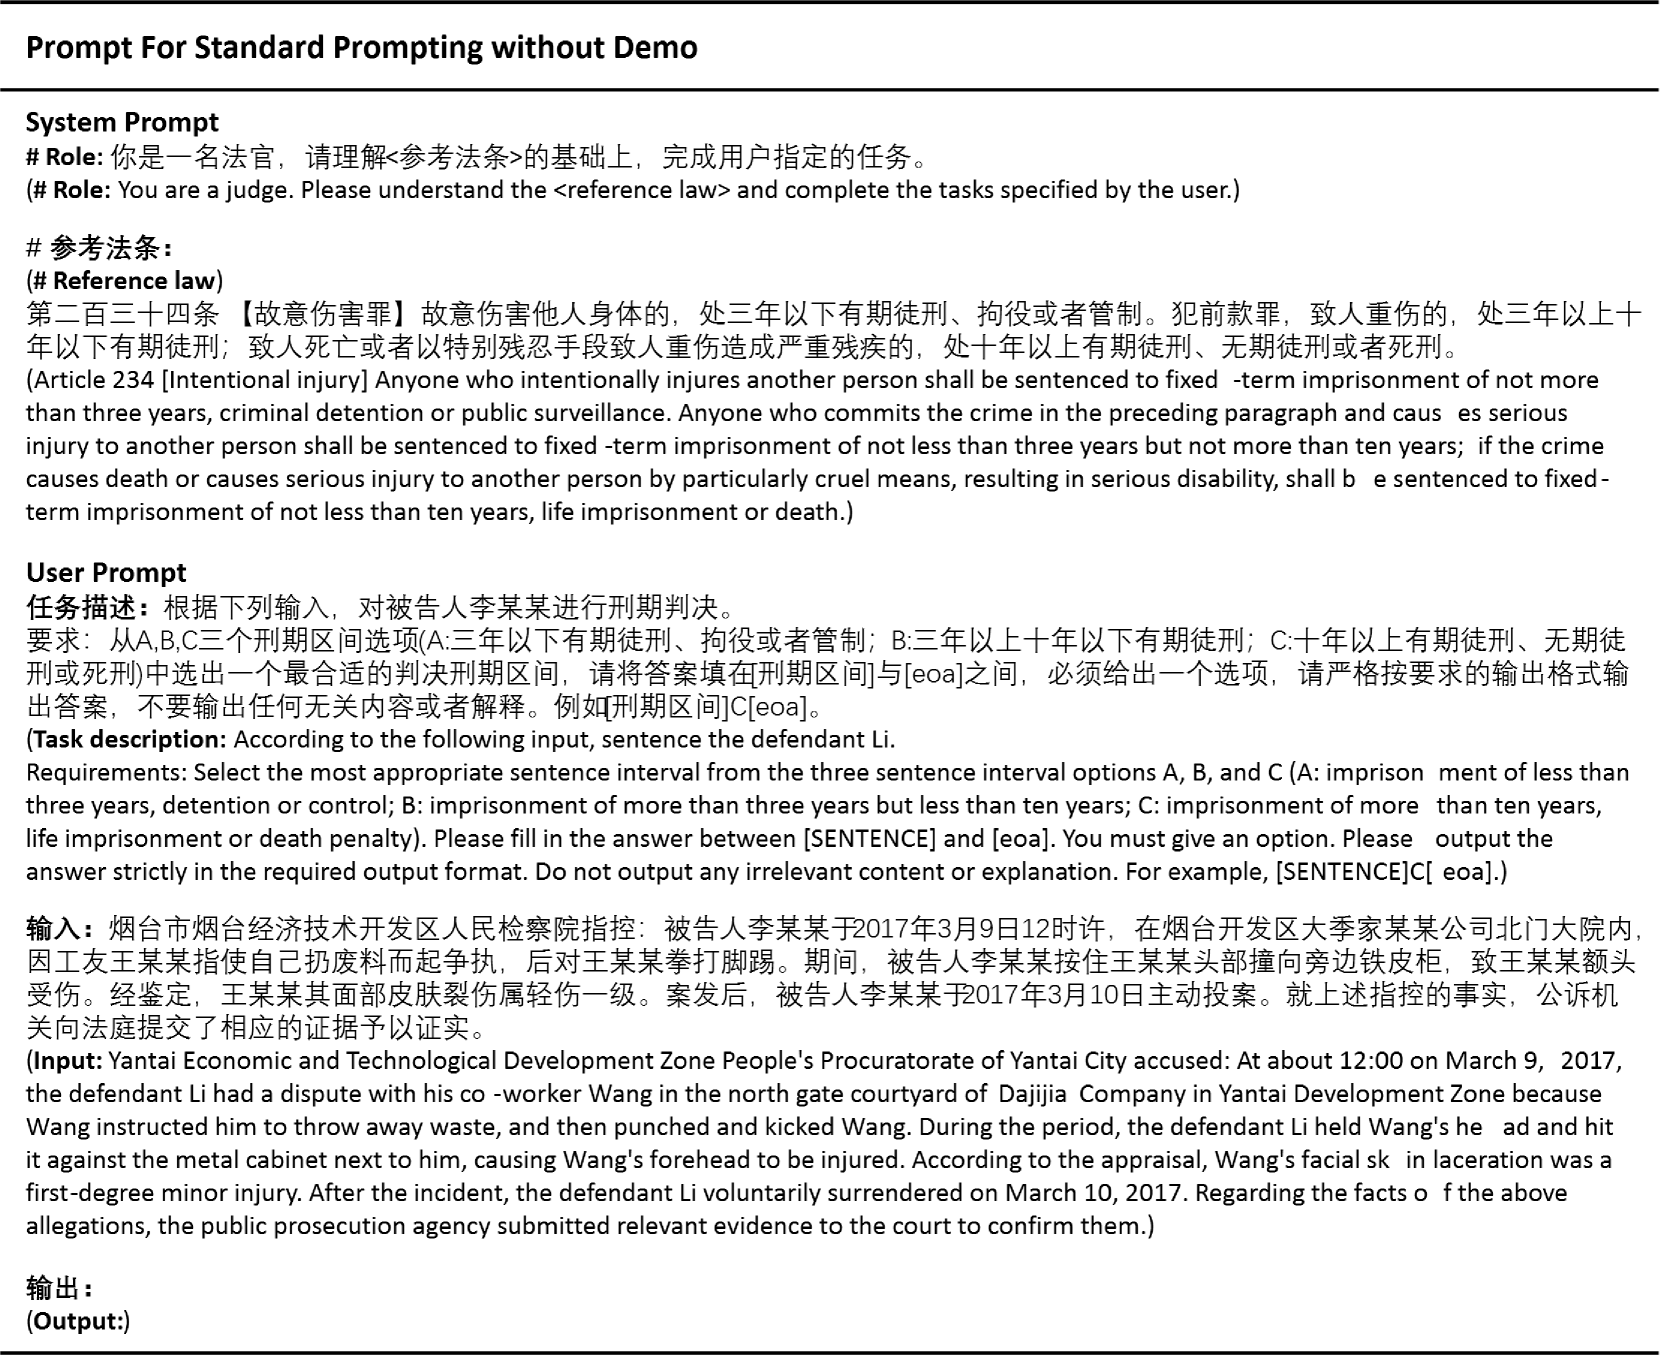 Prompt For Standard Prompting without Demo
System Prompt
# Role: 你是一名法官，请理解<参考法条>的基础上，完成用户指定的任务。
(# Role: You are a judge. Please understand the <reference law> and complete the tasks specified by the user.)
# 参考法条：
(# Reference law)
第二百三十四条 【故意伤害罪】故意伤害他人身体的，处三年以下有期徒刑、拘役或者管制。犯前款罪，致人重伤的，处三年以上十
年以下有期徒刑；致人死亡或者以特别残忍手段致人重伤造成严重残疾的，处十年以上有期徒刑、无期徒刑或者死刑。
(Article 234 [Intentional injury] Anyone who intentionally injures another person shall be sentenced to fixed -term imprisonment of not more
than three years, criminal detention or public surveillance. Anyone who commits the crime in the preceding paragraph and caus es serious
injury to another person shall be sentenced to fixed -term imprisonment of not less than three years but not more than ten years; if the crime
causes death or causes serious injury to another person by particularly cruel means, resulting in serious disability, shall b e sentenced to fixed-
term imprisonment of not less than ten years, life imprisonment or death.)
User Prompt
任务描述：根据下列输入，对被告人李某某进行刑期判决。
要求：从A,B,C三个刑期区间选项(A:三年以下有期徒刑、拘役或者管制；B:三年以上十年以下有期徒刑；C:十年以上有期徒刑、无期徒
刑或死刑)中选出一个最合适的判决刑期区间，请将答案填在[刑期区间]与[eoa]之间，必须给出一个选项，请严格按要求的输出格式输
出答案，不要输出任何无关内容或者解释。例如[刑期区间]C[eoa]。
(Task description: According to the following input, sentence the defendant Li.
Requirements: Select the most appropriate sentence interval from the three sentence interval options A, B, and C (A: imprison ment of less than
three years, detention or control; B: imprisonment of more than three years but less than ten years; C: imprisonment of more than ten years,
life imprisonment or death penalty). Please fill in the answer between [SENTENCE] and [eoa]. You must give an option. Please output the
answer strictly in the required output format. Do not output any irrelevant content or explanation. For example, [SENTENCE]C[ eoa].)
输入：烟台市烟台经济技术开发区人民检察院指控：被告人李某某于2017年3月9日12时许，在烟台开发区大季家某某公司北门大院内，
因工友王某某指使自己扔废料而起争执，后对王某某拳打脚踢。期间，被告人李某某按住王某某头部撞向旁边铁皮柜，致王某某额头
受伤。经鉴定，王某某其面部皮肤裂伤属轻伤一级。案发后，被告人李某某于2017年3月10日主动投案。就上述指控的事实，公诉机
关向法庭提交了相应的证据予以证实。
(Input: Yantai Economic and Technological Development Zone People's Procuratorate of Yantai City accused: At about 12:00 on March 9, 2017,
the defendant Li had a dispute with his co -worker Wang in the north gate courtyard of Dajijia Company in Yantai Development Zone because
Wang instructed him to throw away waste, and then punched and kicked Wang. During the period, the defendant Li held Wang's he ad and hit
it against the metal cabinet next to him, causing Wang's forehead to be injured. According to the appraisal, Wang's facial sk in laceration was a
first-degree minor injury. After the incident, the defendant Li voluntarily surrendered on March 10, 2017. Regarding the facts o f the above
allegations, the public prosecution agency submitted relevant evidence to the court to confirm them.)
输出：
(Output:)